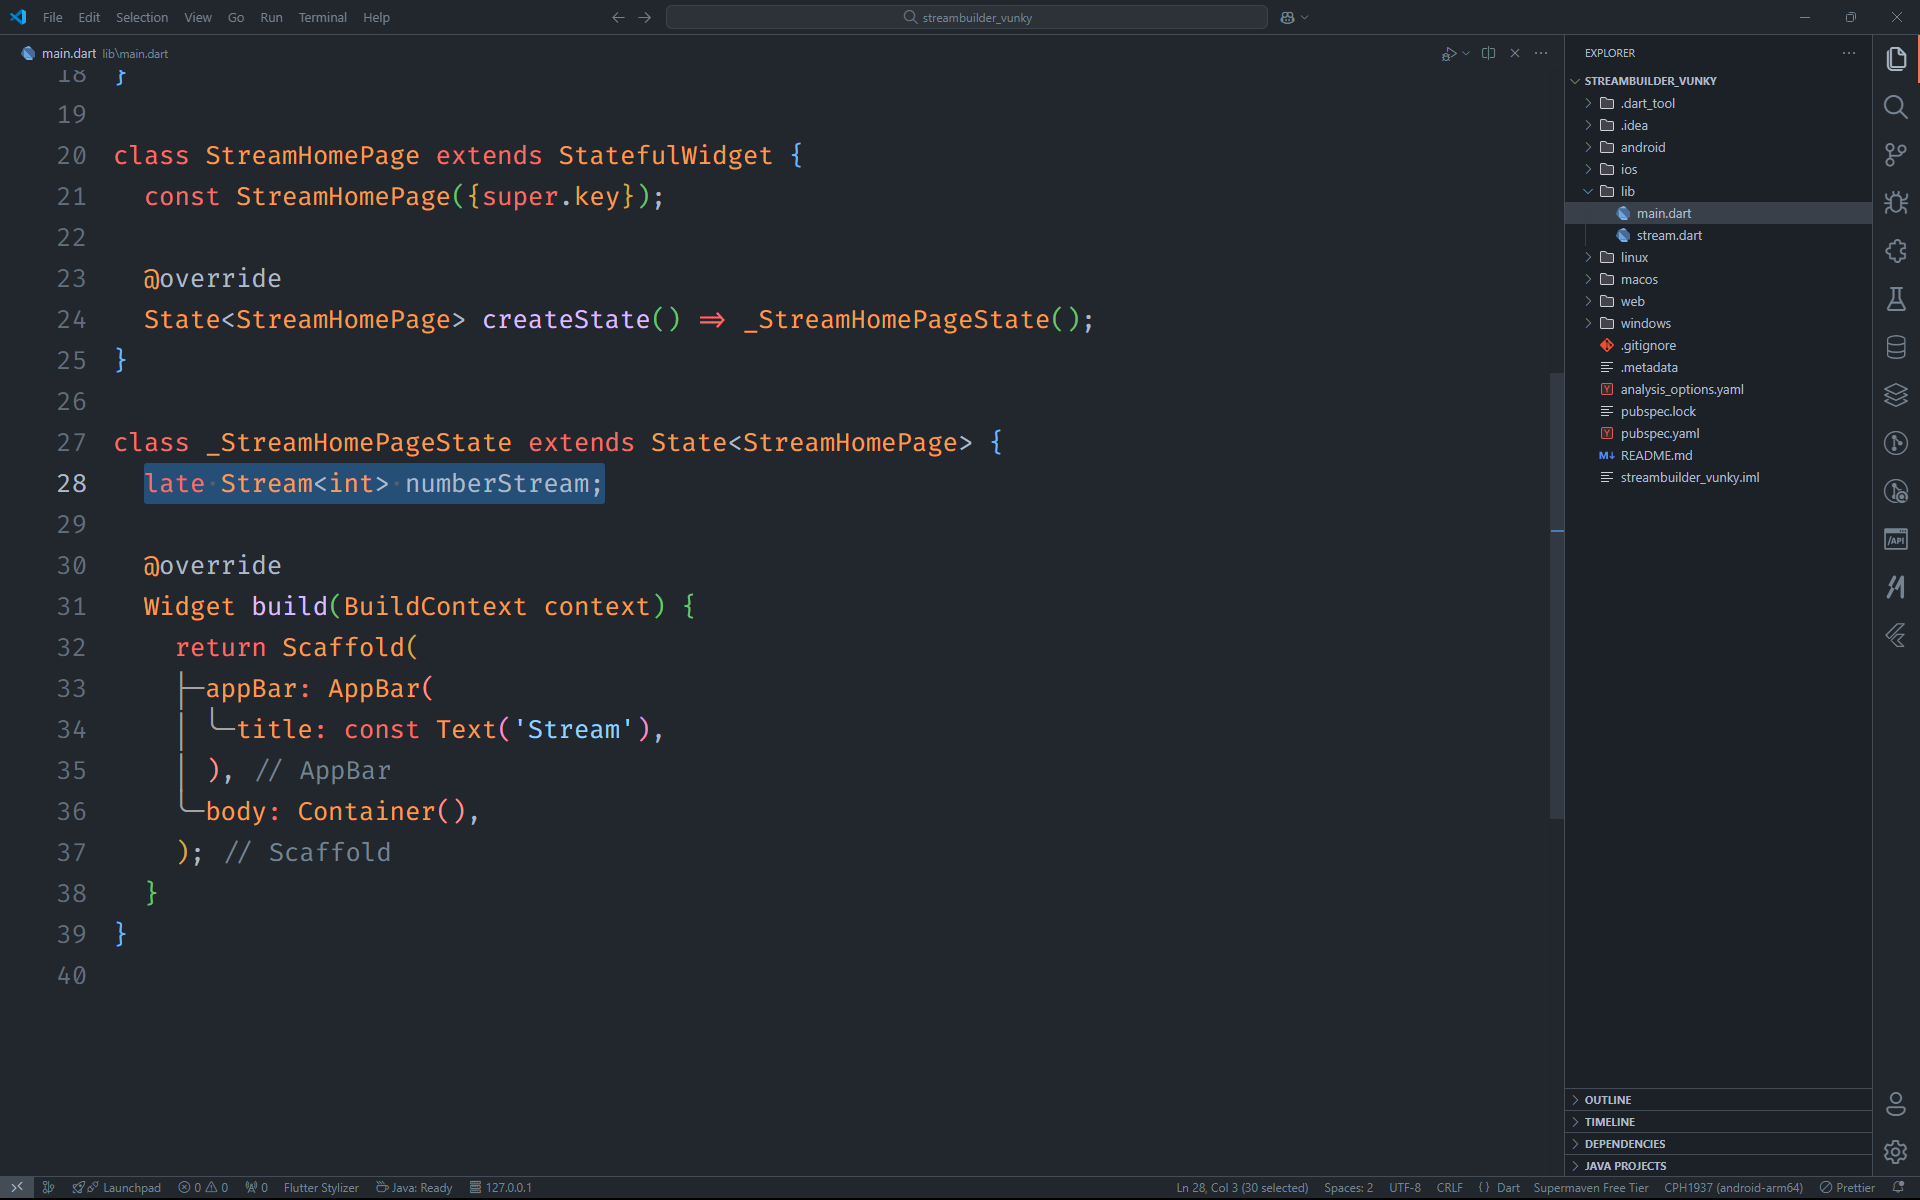 File Edit Selection View Go Run Terminal Help
streambuilder_vunky
main.dart lib\main.dart
18 }
19
20 class StreamHomePage extends StatefulWidget {
21 const StreamHomePage({super.key});
22
23 @override
24 State<StreamHomePage> createState() => _StreamHomePageState();
25 }
26
27 class _StreamHomePageState extends State<StreamHomePage> {
28 late Stream<int> numberStream;
29
30 @override
31 Widget build(BuildContext context) {
32 return Scaffold(
33 appBar: AppBar(
34 title: const Text('Stream'),
35 ), // AppBar
36 body: Container(),
37 ); // Scaffold
38 }
39 }
40
EXPLORER
STREAMBUILDER_VUNKY
.dart_tool
.idea
android
ios
lib
main.dart
stream.dart
linux
macos
web
windows
.gitignore
.metadata
analysis_options.yaml
pubspec.lock
Y pubspec.yaml
M↓ README.md
streambuilder_vunky.iml
/API
OUTLINE
TIMELINE
DEPENDENCIES
JAVA PROJECTS
Launchpad 0 0 0 Flutter Stylizer Java: Ready 127.0.0.1
Ln 28, Col 3 (30 selected) Spaces: 2 UTF-8 CRLF {} Dart Supermaven Free Tier CPH1937 (android-arm64) Prettier